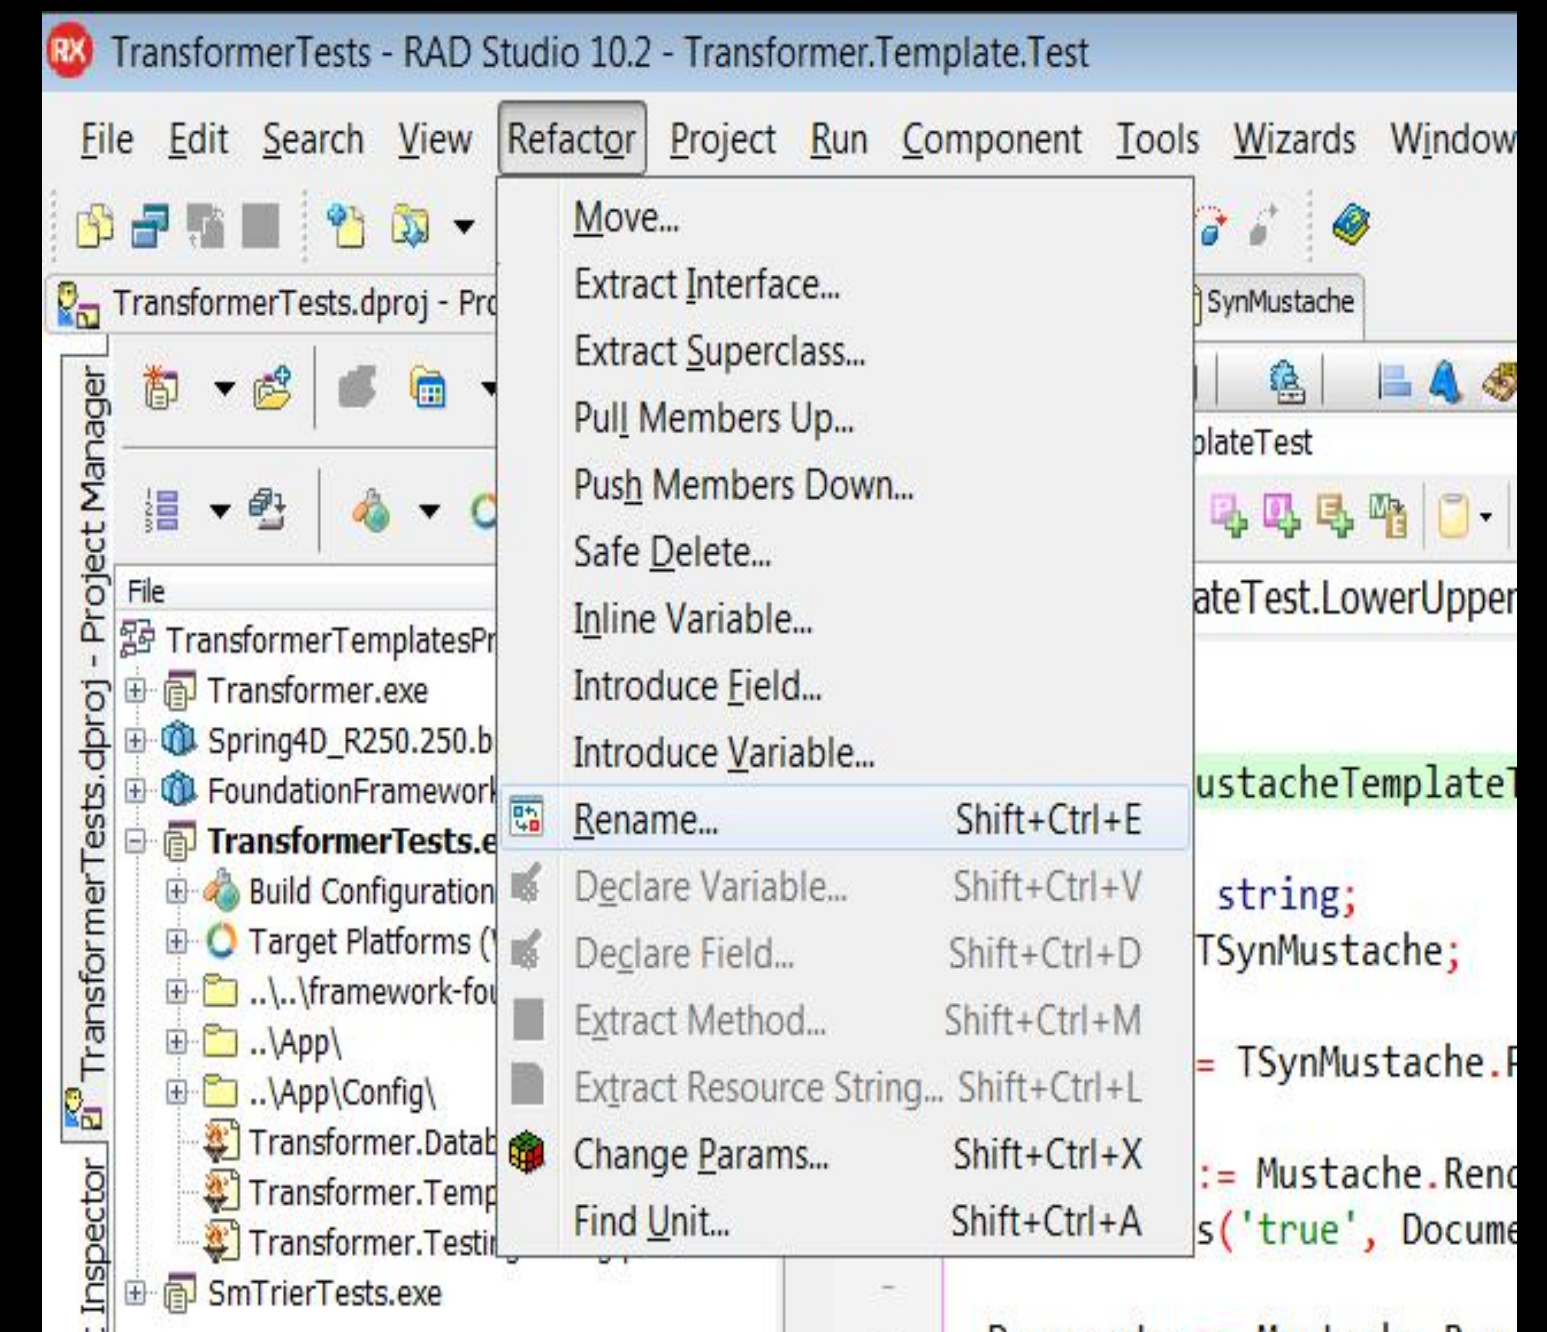 TransformerTests - RAD Studio 10.2 - Transformer.Template.Test
File Edit Search View Refactor Project Run Component Tools Wizards Window
TransformerTests.dproj - Pro
SynMustache
Move...
Extract Interface...
Extract Superclass...
Pull Members Up...
Push Members Down...
Safe Delete...
Inline Variable...
Introduce Field...
Introduce Variable...
Rename... Shift+Ctrl+E
Declare Variable... Shift+Ctrl+V
Declare Field... Shift+Ctrl+D
Extract Method... Shift+Ctrl+M
Extract Resource String... Shift+Ctrl+L
Change Params... Shift+Ctrl+X
Find Unit... Shift+Ctrl+A
TransformerTests.dproj - Project Manager
Inspector
File
TransformerTemplatesPr
Transformer.exe
Spring4D_R250.250.b
FoundationFramework
TransformerTests.e
Build Configuration
Target Platforms (
..\..\framework-fou
..\App\
..\App\Config\
Transformer.Datab
Transformer.Temp
Transformer.Testin
SmTrierTests.exe
plateTest
ateTest.LowerUpper
ustacheTemplateT
string;
TSynMustache;
= TSynMustache.P
:= Mustache.Rend
s('true', Docume